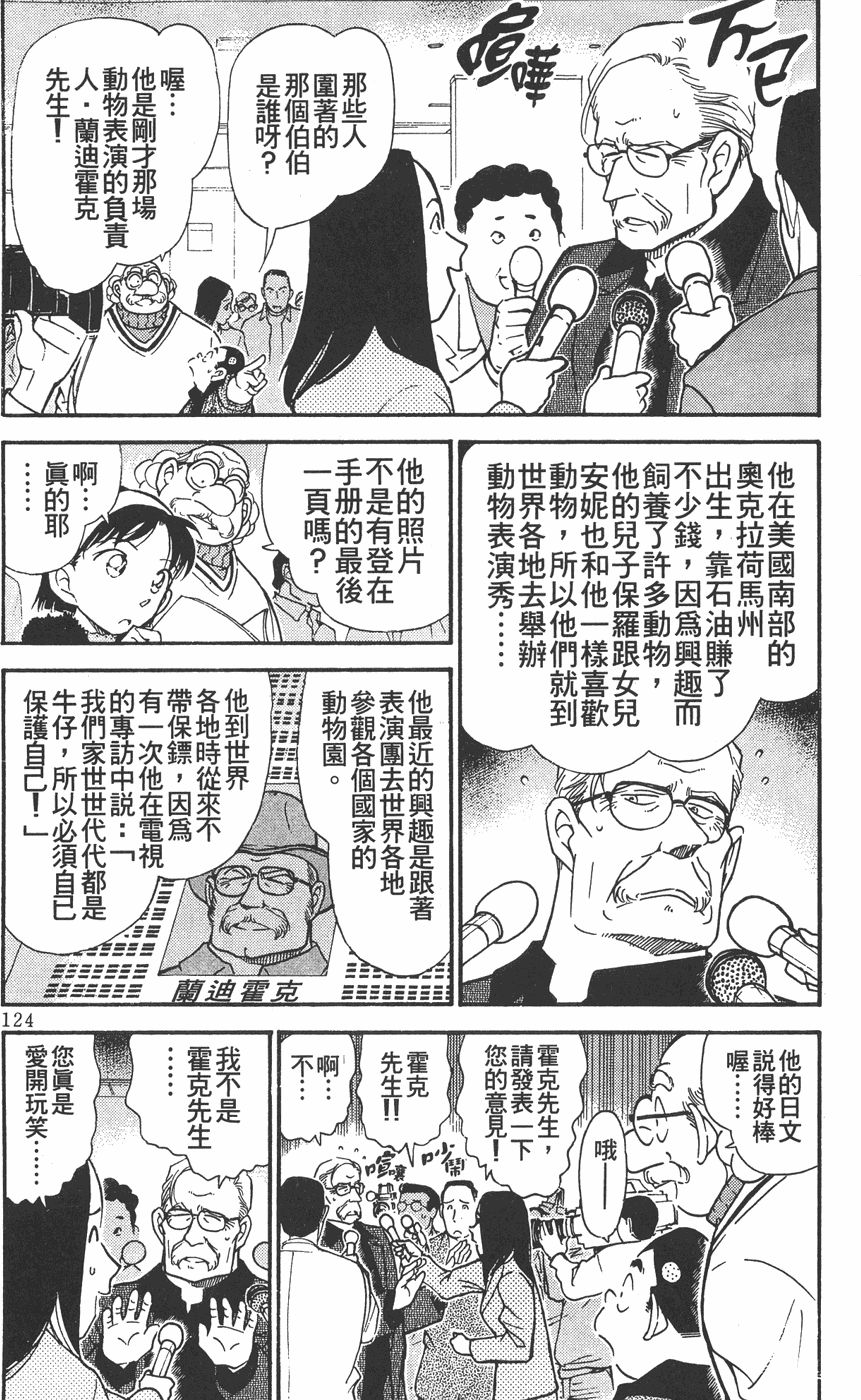 不已
喧嘩
那些人
圍著的
那個伯伯
是誰呀?
喔…
他是剛才那場
動物表演的負責
人·蘭迪霍克
先生!
他在美國南部的
奧克拉荷馬州
出生,靠石油賺了
不少錢,因為興趣而
飼養了許多動物,
他的兒子保羅跟女兒
安妮也和他一樣喜歡
動物,所以他們就到
世界各地去舉辦
動物表演秀……
他的照片
不是有登在
手册的最後
一頁嗎?
啊…
眞的耶
……
他最近的興趣是跟著
表演團去世界各地
參觀各個國家的
動物園。
他到世界
各地時從來不
帶保鏢,因為
有一次他在電視
的專訪中説:「
我們家世世代代都是
牛仔,所以必須自己
保護自己!」
蘭迪霍克
124
他的日文
説得好棒
喔……
哦—
霍克先生,
請發表一下
您的意見!
霍克
先生!!
啊…
不…
吵鬧
喧嚷
我不是
霍克先生
……
您眞是
愛開玩笑……